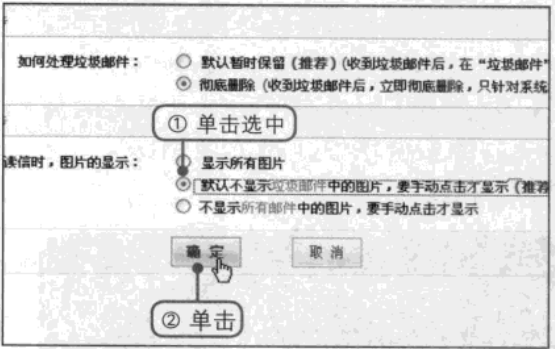 如何处理垃圾邮件： 默认暂时保留（推荐）（收到垃圾邮件后，在“垃圾邮件”
彻底删除（收到垃圾邮件后，立即彻底删除，只针对系统
① 单击选中
读信时，图片的显示： 显示所有图片
默认不显示垃圾邮件中的图片，要手动点击才显示（推荐
不显示所有邮件中的图片，要手动点击才显示
确定 取消
② 单击